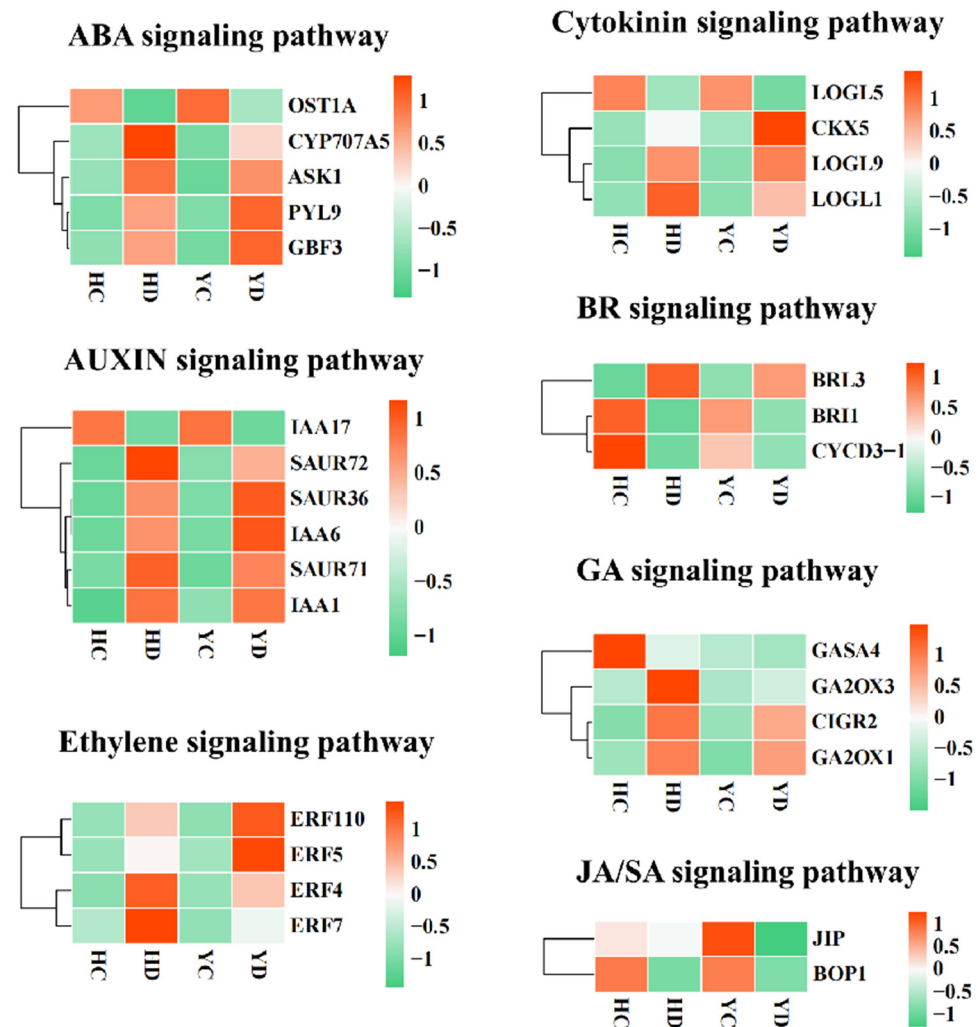 ABA signaling pathway
OST1A
CYP707A5
ASK1
PYL9
GBF3
HC HD YC YD
1
0.5
0
−0.5
−1
AUXIN signaling pathway
IAA17
SAUR72
SAUR36
IAA6
SAUR71
IAA1
HC HD YC YD
1
0.5
0
−0.5
−1
Ethylene signaling pathway
ERF110
ERF5
ERF4
ERF7
HC HD YC YD
1
0.5
0
−0.5
−1
Cytokinin signaling pathway
LOGL5
CKX5
LOGL9
LOGL1
HC HD YC YD
1
0.5
0
−0.5
−1
BR signaling pathway
BRL3
BRI1
CYCD3−1
HC HD YC YD
1
0.5
0
−0.5
−1
GA signaling pathway
GASA4
GA2OX3
CIGR2
GA2OX1
HC HD YC YD
1
0.5
0
−0.5
−1
JA/SA signaling pathway
JIP
BOP1
HC HD YC YD
1
0.5
0
−0.5
−1